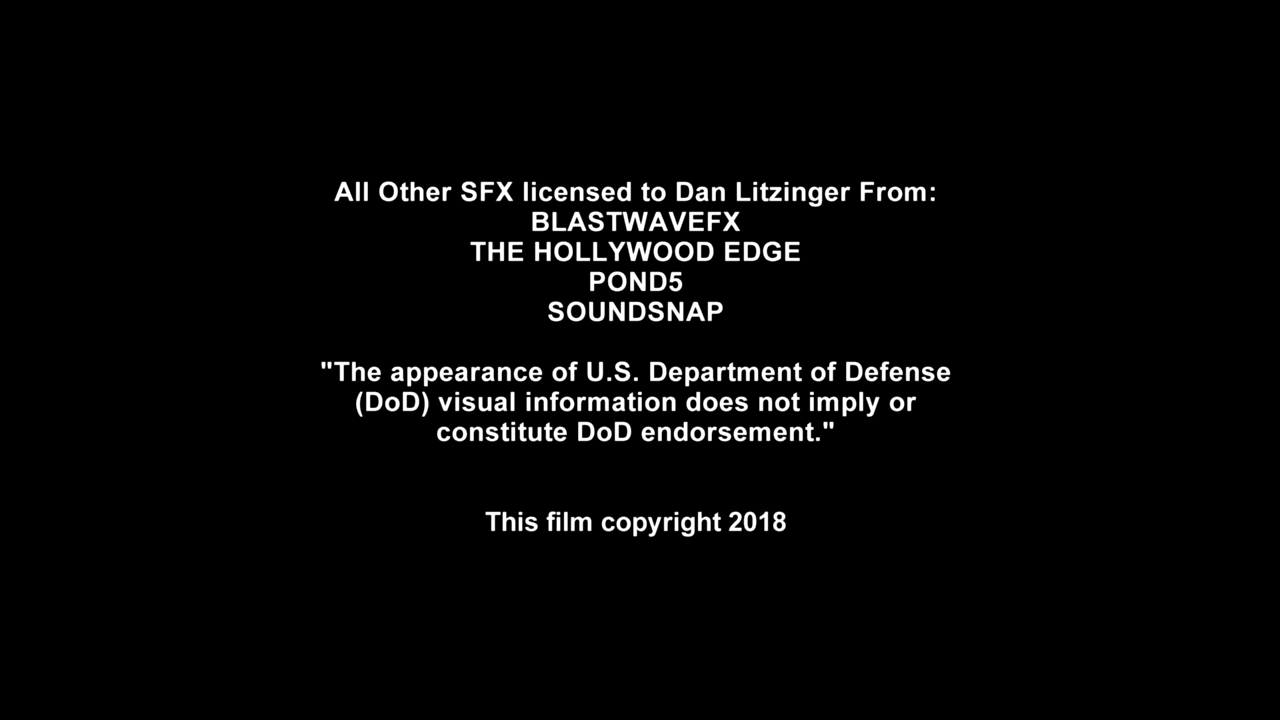 All Other SFX licensed to Dan Litzinger From:
BLASTWAVEFX
THE HOLLYWOOD EDGE
POND5
SOUNDSNAP
"The appearance of U.S. Department of Defense
(DoD) visual information does not imply or
constitute DoD endorsement."
This film copyright 2018